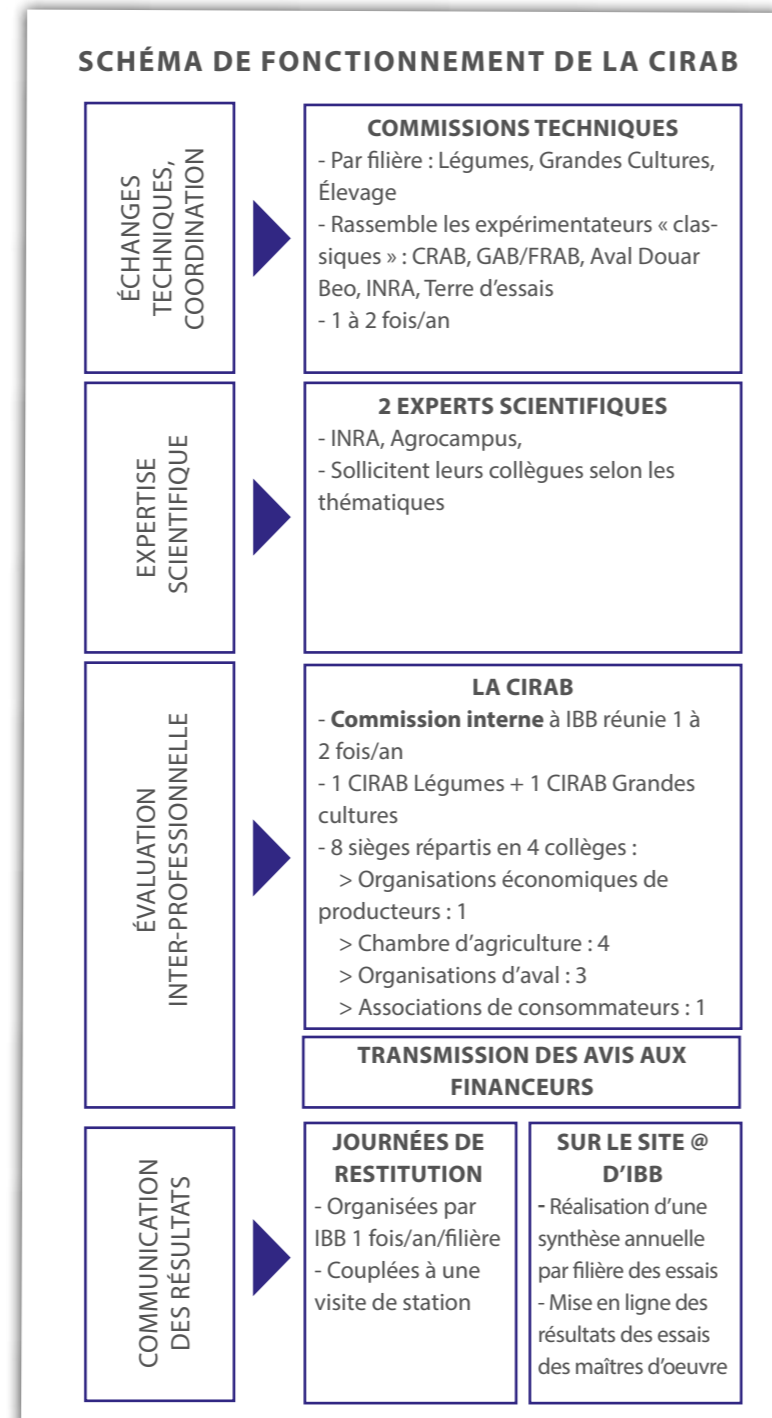 SCHÉMA DE FONCTIONNEMENT DE LA CIRAB
ÉCHANGES
TECHNIQUES,
COORDINATION
COMMISSIONS TECHNIQUES
- Par filière : Légumes, Grandes Cultures,
Élevage
- Rassemble les expérimentateurs « clas-
siques » : CRAB, GAB/FRAB, Aval Douar
Beo, INRA, Terre d’essais
- 1 à 2 fois/an
EXPERTISE
SCIENTIFIQUE
2 EXPERTS SCIENTIFIQUES
- INRA, Agrocampus,
- Sollicitent leurs collègues selon les
thématiques
ÉVALUATION
INTER-PROFESSIONNELLE
LA CIRAB
- Commission interne à IBB réunie 1 à
2 fois/an
- 1 CIRAB Légumes + 1 CIRAB Grandes
cultures
- 8 sièges répartis en 4 collèges :
> Organisations économiques de
producteurs : 1
> Chambre d’agriculture : 4
> Organisations d’aval : 3
> Associations de consommateurs : 1
TRANSMISSION DES AVIS AUX
FINANCEURS
COMMUNICATION
DES RÉSULTATS
JOURNÉES DE
RESTITUTION
- Organisées par
IBB 1 fois/an/filière
- Couplées à une
visite de station
SUR LE SITE @
D’IBB
- Réalisation d’une
synthèse annuelle
par filière des essais
- Mise en ligne des
résultats des essais
des maîtres d’oeuvre